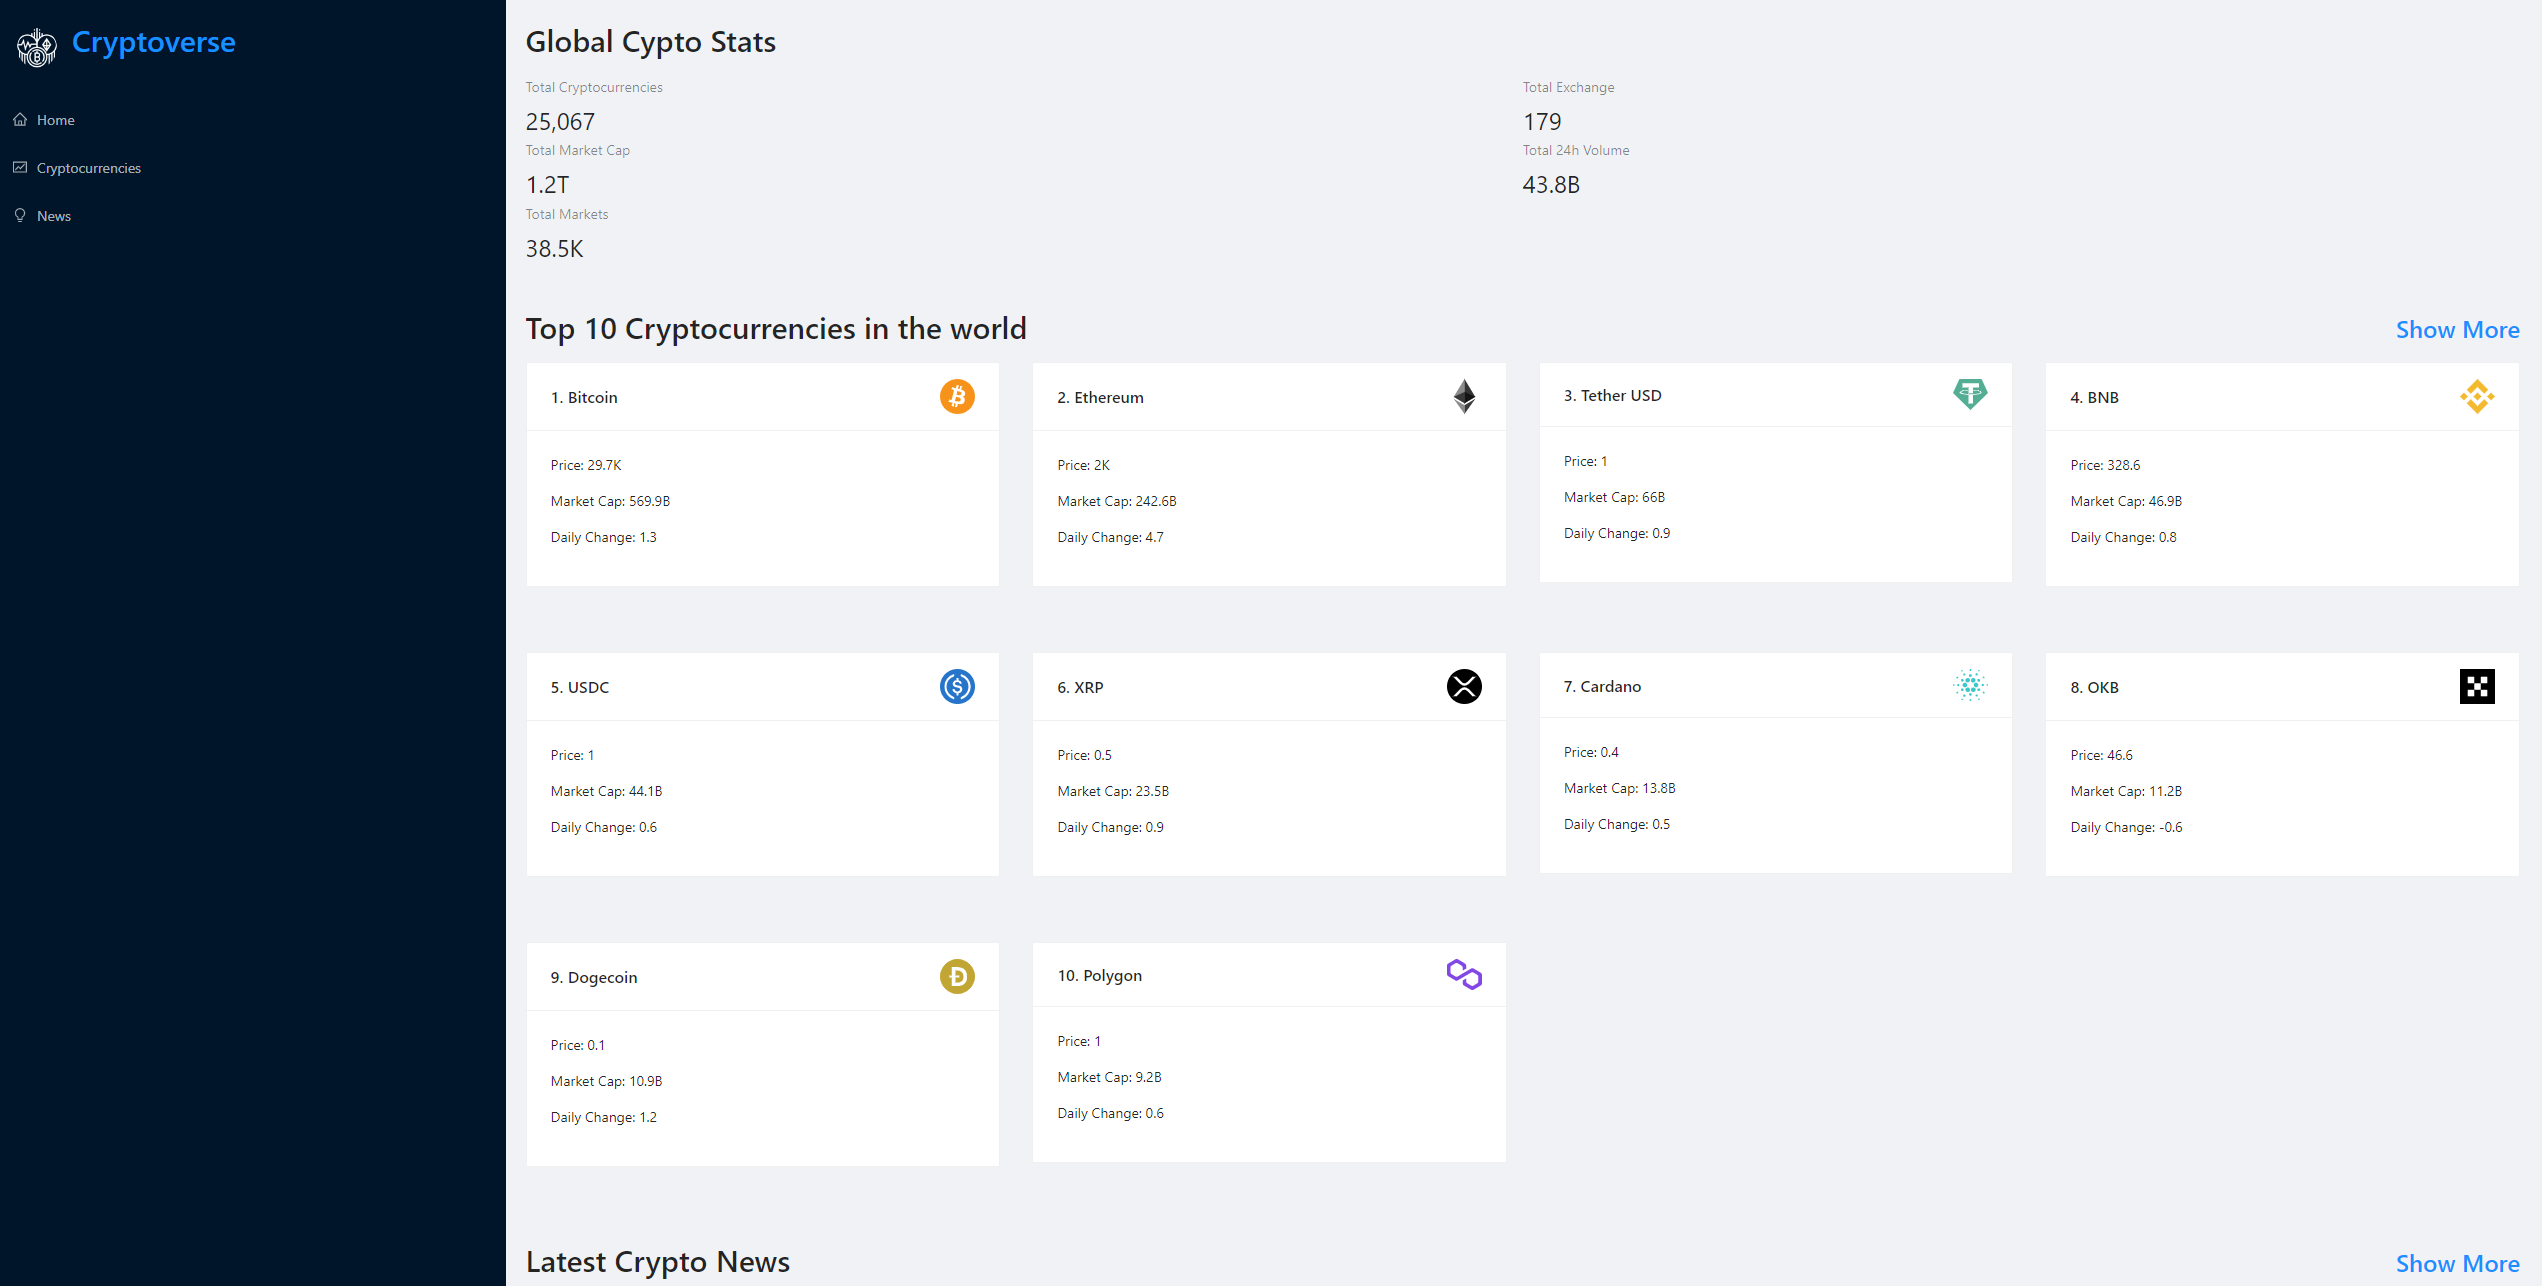 Cryptoverse
Home
Cryptocurrencies
News
Global Cypto Stats
Total Cryptocurrencies
25,067
Total Exchange
179
Total Market Cap
1.2T
Total 24h Volume
43.8B
Total Markets
38.5K
Top 10 Cryptocurrencies in the world
Show More
1. Bitcoin
Price: 29.7K
Market Cap: 569.9B
Daily Change: 1.3
2. Ethereum
Price: 2K
Market Cap: 242.6B
Daily Change: 4.7
3. Tether USD
Price: 1
Market Cap: 66B
Daily Change: 0.9
4. BNB
Price: 328.6
Market Cap: 46.9B
Daily Change: 0.8
5. USDC
Price: 1
Market Cap: 44.1B
Daily Change: 0.6
6. XRP
Price: 0.5
Market Cap: 23.5B
Daily Change: 0.9
7. Cardano
Price: 0.4
Market Cap: 13.8B
Daily Change: 0.5
8. OKB
Price: 46.6
Market Cap: 11.2B
Daily Change: -0.6
9. Dogecoin
Price: 0.1
Market Cap: 10.9B
Daily Change: 1.2
10. Polygon
Price: 1
Market Cap: 9.2B
Daily Change: 0.6
Latest Crypto News
Show More